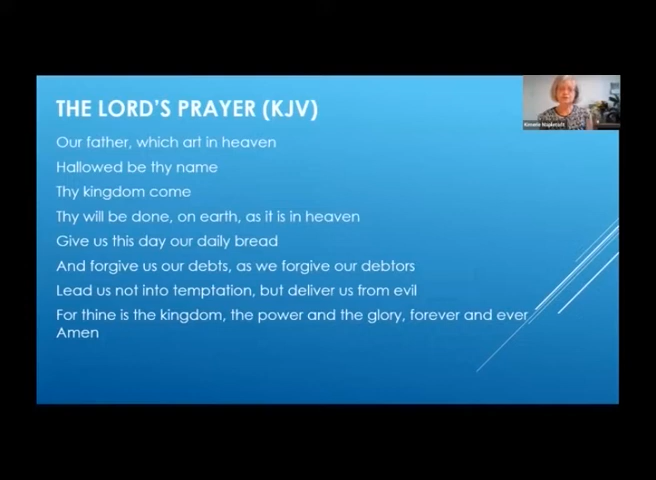 THE LORD'S PRAYER (KJV)
Our father, which art in heaven
Hallowed be thy name
Thy kingdom come
Thy will be done, on earth, as it is in heaven
Give us this day our daily bread
And forgive us our debts, as we forgive our debtors
Lead us not into temptation, but deliver us from evil
For thine is the kingdom, the power and the glory, forever and ever
Amen